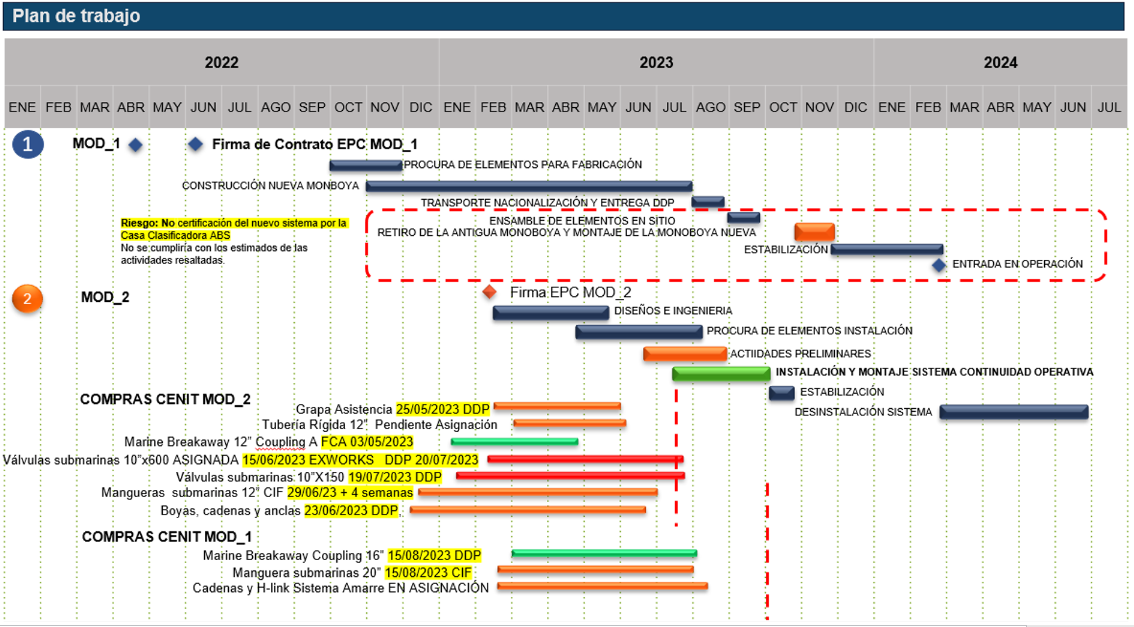 Plan de trabajo
2022 2023 2024
ENE FEB MAR ABR MAY JUN JUL AGO SEP OCT NOV DIC ENE FEB MAR ABR MAY JUN JUL AGO SEP OCT NOV DIC ENE FEB MAR ABR MAY JUN JUL
1 MOD_1 Firma de Contrato EPC MOD_1
PROCURA DE ELEMENTOS PARA FABRICACIÓN
CONSTRUCCIÓN NUEVA MONBOYA
TRANSPORTE NACIONALIZACIÓN Y ENTREGA DDP
Riesgo: No certificación del nuevo sistema por la
Casa Clasificadora ABS
No se cumpliría con los estimados de las
actividades resaltadas.
ENSAMBLE DE ELEMENTOS EN SITIO
RETIRO DE LA ANTIGUA MONOBOYA Y MONTAJE DE LA MONOBOYA NUEVA
ESTABILIZACIÓN
ENTRADA EN OPERACIÓN
2 MOD_2 Firma EPC MOD_2
DISEÑOS E INGENIERIA
PROCURA DE ELEMENTOS INSTALACIÓN
ACTIIDADES PRELIMINARES
INSTALACIÓN Y MONTAJE SISTEMA CONTINUIDAD OPERATIVA
ESTABILIZACIÓN
DESINSTALACIÓN SISTEMA
COMPRAS CENIT MOD_2
Grapa Asistencia 25/05/2023 DDP
Tubería Rígida 12" Pendiente Asignación
Marine Breakaway 12" Coupling A FCA 03/05/2023
Válvulas submarinas 10"x600 ASIGNADA 15/06/2023 EXWORKS DDP 20/07/2023
Válvulas submarinas 10"X150 19/07/2023 DDP
Mangueras submarinas 12" CIF 29/06/23 + 4 semanas
Boyas, cadenas y anclas 23/06/2023 DDP.
COMPRAS CENIT MOD_1
Marine Breakaway Coupling 16" 15/08/2023 DDP
Manguera submarinas 20" 15/08/2023 CIF
Cadenas y H-link Sistema Amarre EN ASIGNACIÓN